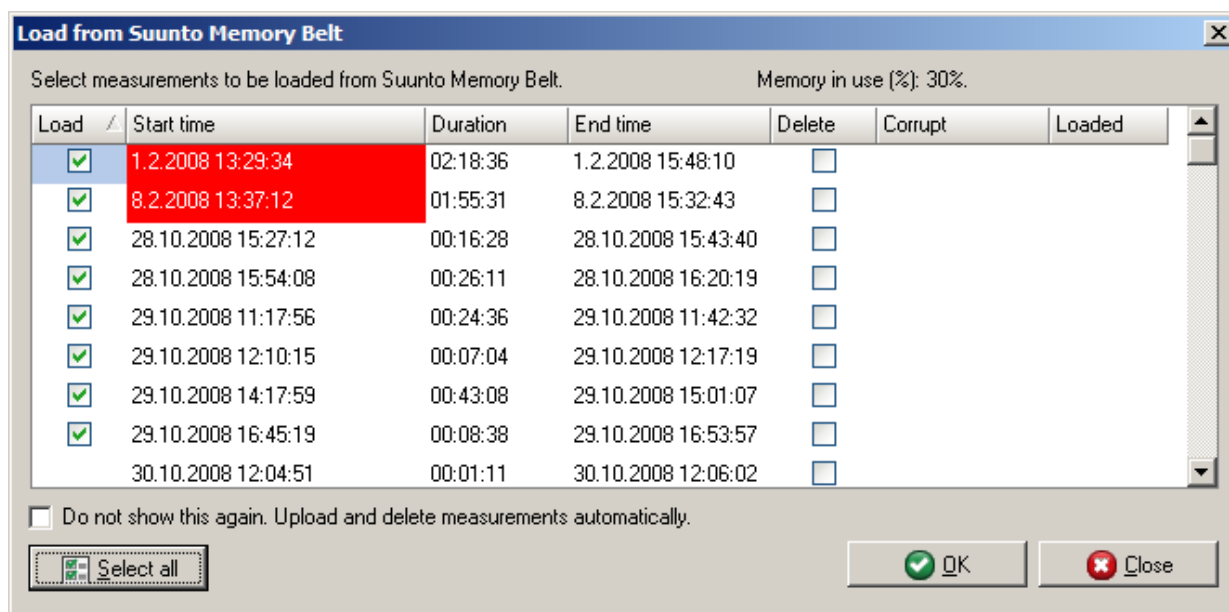 Load from Suunto Memory Belt
Select measurements to be loaded from Suunto Memory Belt. Memory in use (%): 30%.
Load Start time Duration End time Delete Corrupt Loaded
1.2.2008 13:29:34 02:18:36 1.2.2008 15:48:10
8.2.2008 13:37:12 01:55:31 8.2.2008 15:32:43
28.10.2008 15:27:12 00:16:28 28.10.2008 15:43:40
28.10.2008 15:54:08 00:26:11 28.10.2008 16:20:19
29.10.2008 11:17:56 00:24:36 29.10.2008 11:42:32
29.10.2008 12:10:15 00:07:04 29.10.2008 12:17:19
29.10.2008 14:17:59 00:43:08 29.10.2008 15:01:07
29.10.2008 16:45:19 00:08:38 29.10.2008 16:53:57
30.10.2008 12:04:51 00:01:11 30.10.2008 12:06:02
Do not show this again. Upload and delete measurements automatically.
Select all OK Close